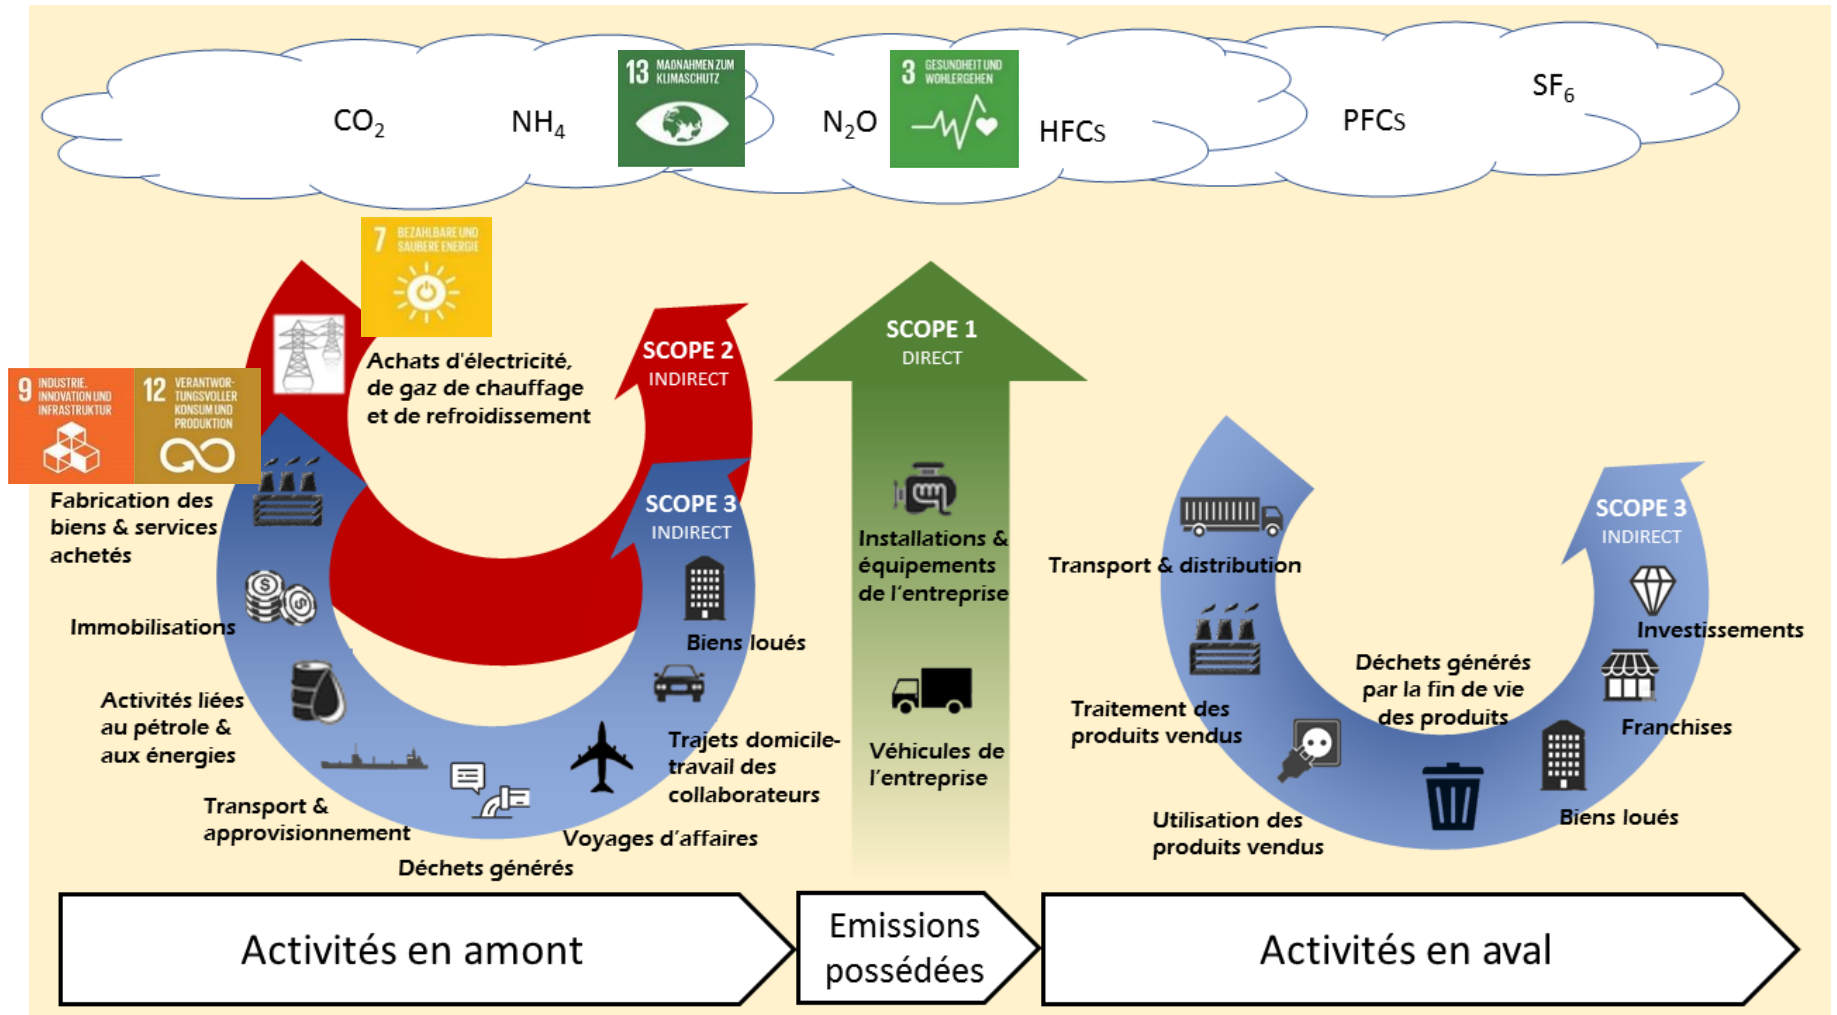 CO₂
NH₄
13 MAẞNAHMEN ZUM
KLIMASCHUTZ
N₂O
3 GESUNDHEIT UND
WOHLERGEHEN
HFCs
PFCs
SF₆
7 BEZAHLBARE UND
SAUBERE ENERGIE
Achats d'électricité,
de gaz de chauffage
et de refroidissement
SCOPE 2
INDIRECT
9 INDUSTRIE,
INNOVATION UND
INFRASTRUKTUR
12 VERANTWOR-
TUNGSVOLLER
KONSUM UND
PRODUKTION
Fabrication des
biens & services
achetés
Immobilisations
Activités liées
au pétrole &
aux énergies
Transport &
approvisionnement
Déchets générés
Voyages d'affaires
Trajets domicile-
travail des
collaborateurs
Biens loués
SCOPE 3
INDIRECT
SCOPE 1
DIRECT
Installations &
équipements
de l'entreprise
Véhicules de
l'entreprise
Transport & distribution
Traitement des
produits vendus
Utilisation des
produits vendus
Déchets générés
par la fin de vie
des produits
Biens loués
Franchises
Investissements
SCOPE 3
INDIRECT
Activités en amont
Emissions
possédées
Activités en aval